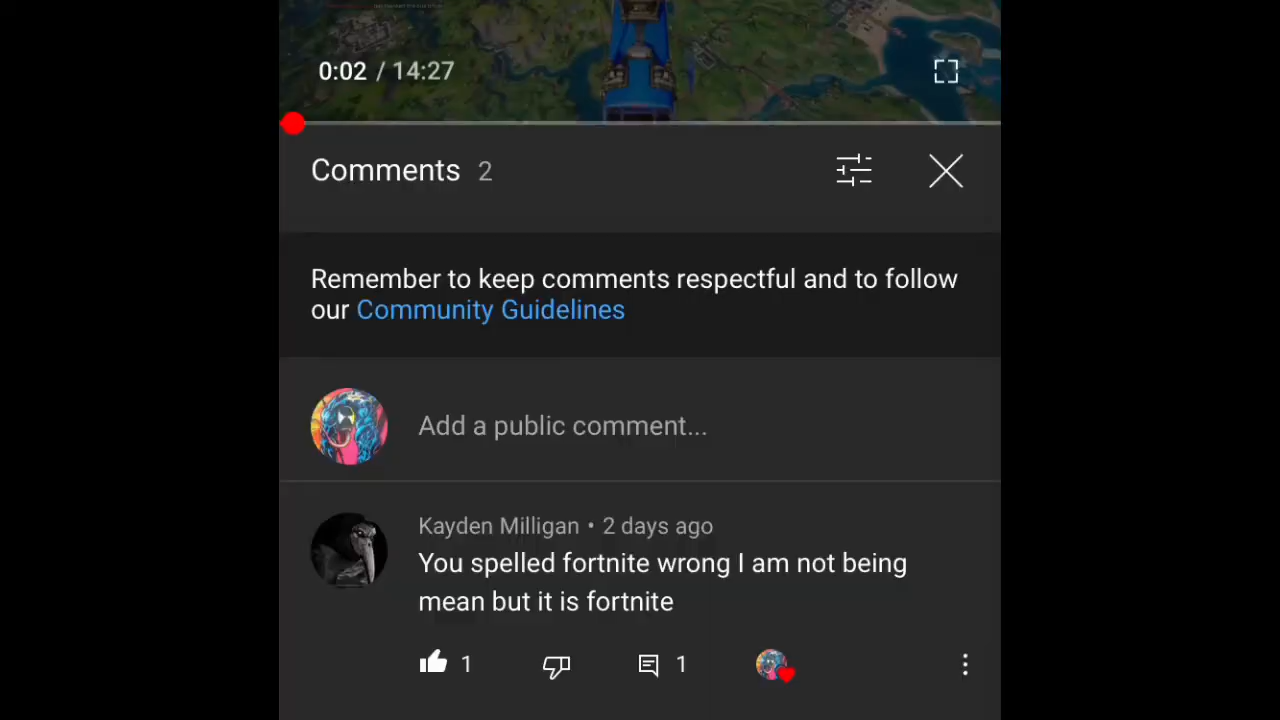 0:02 / 14:27
Comments 2
Remember to keep comments respectful and to follow
our Community Guidelines
Add a public comment...
Kayden Milligan • 2 days ago
You spelled fortnite wrong I am not being
mean but it is fortnite
1 1